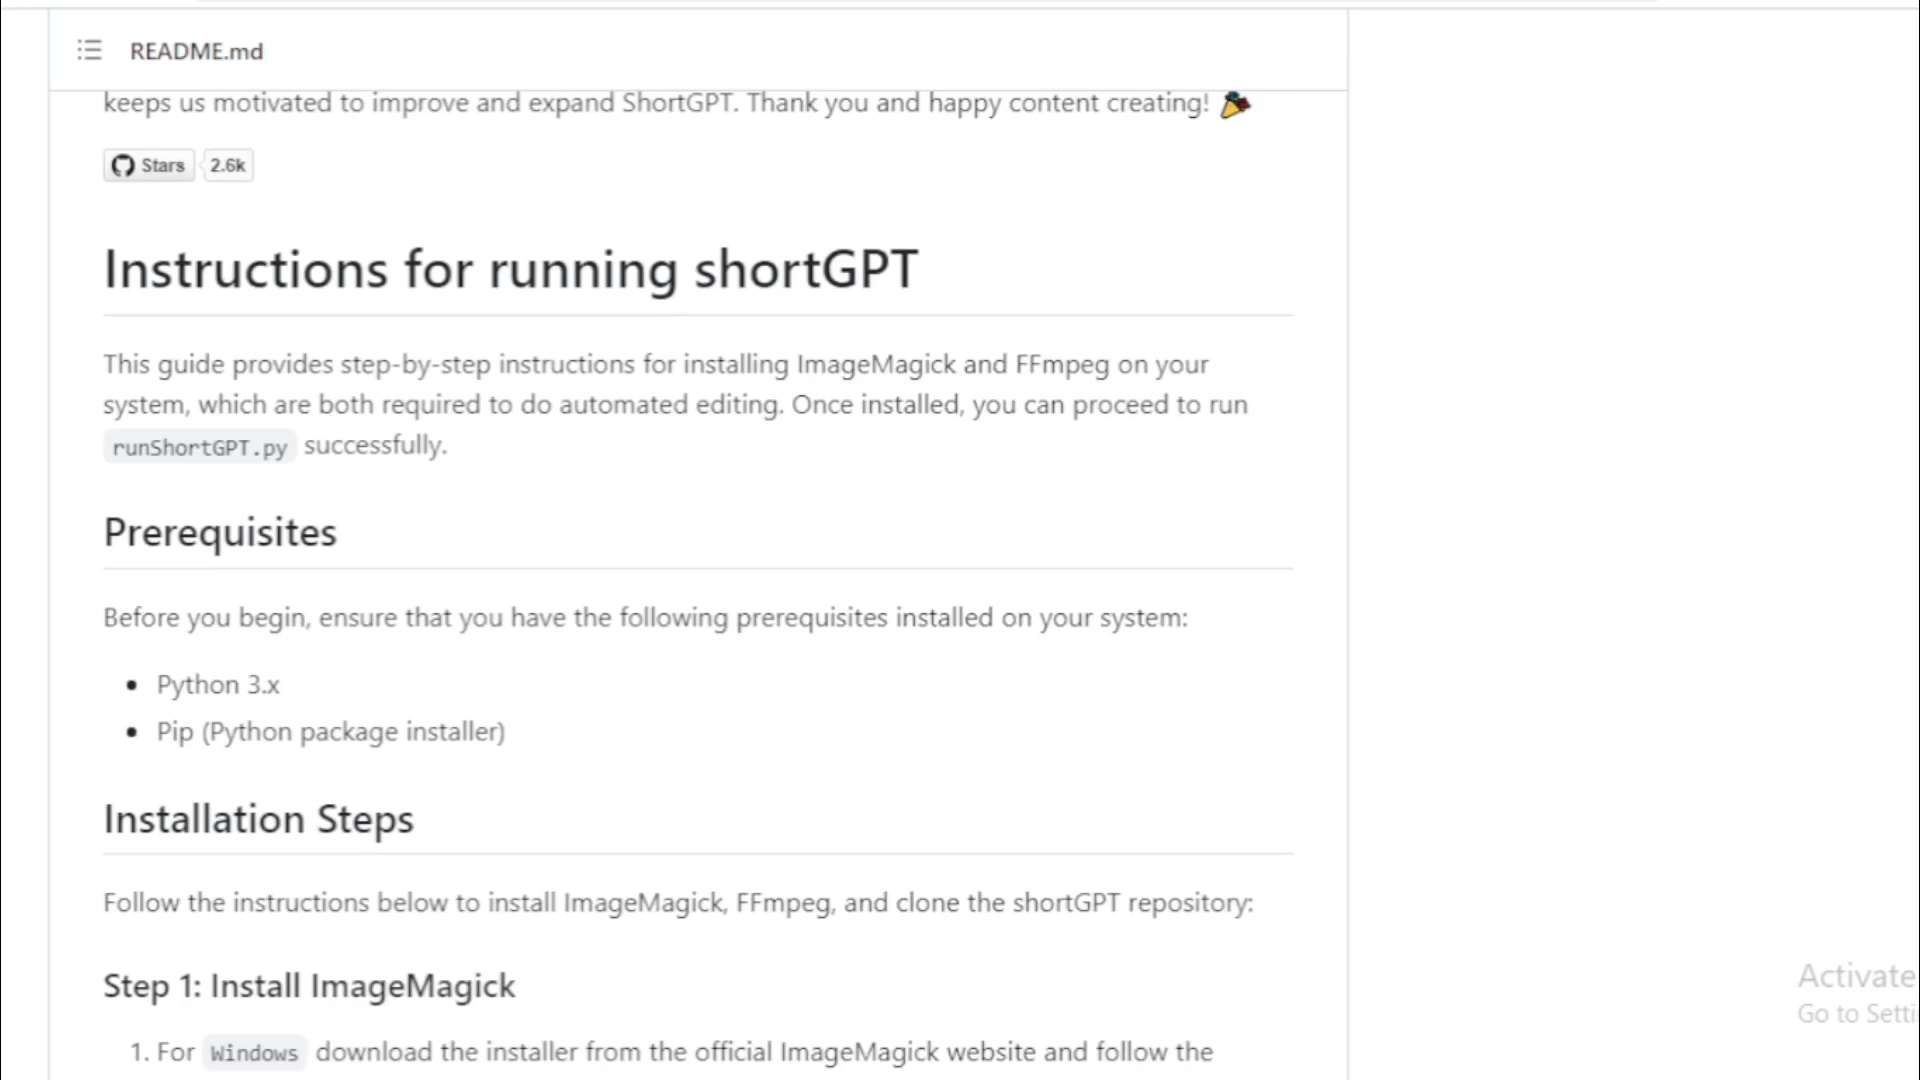 README.md
keeps us motivated to improve and expand ShortGPT. Thank you and happy content creating! 🎉
Stars 2.6k
Instructions for running shortGPT
This guide provides step-by-step instructions for installing ImageMagick and FFmpeg on your
system, which are both required to do automated editing. Once installed, you can proceed to run
runShortGPT.py successfully.
Prerequisites
Before you begin, ensure that you have the following prerequisites installed on your system:
• Python 3.x
• Pip (Python package installer)
Installation Steps
Follow the instructions below to install ImageMagick, FFmpeg, and clone the shortGPT repository:
Step 1: Install ImageMagick
1. For Windows download the installer from the official ImageMagick website and follow the
Activate
Go to Setti